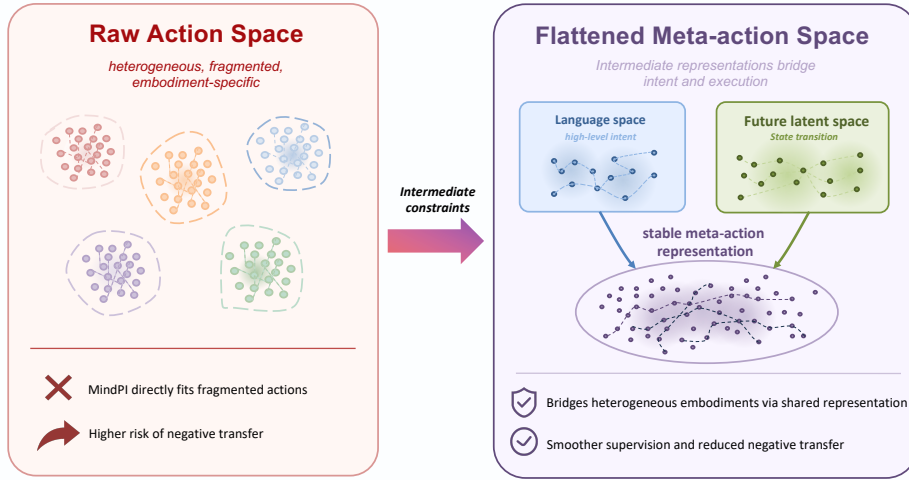 Raw Action Space
heterogeneous, fragmented,
embodiment-specific
MindPI directly fits fragmented actions
Higher risk of negative transfer
Intermediate
constraints
Flattened Meta-action Space
Intermediate representations bridge
intent and execution
Language space
high-level intent
Future latent space
State transition
stable meta-action
representation
Bridges heterogeneous embodiments via shared representation
Smoother supervision and reduced negative transfer